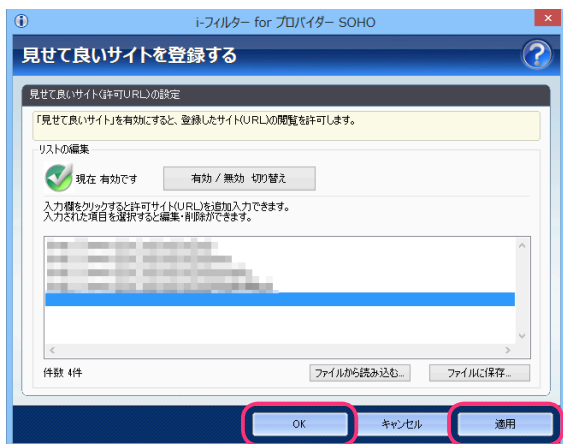 i-フィルター for プロバイダー SOHO
見せて良いサイトを登録する
見せて良いサイト(許可URL)の設定
「見せて良いサイト」を有効にすると、登録したサイト(URL)の閲覧を許可します。
リストの編集
現在 有効です
有効 / 無効 切り替え
入力欄をクリックすると許可サイト(URL)を追加入力できます。
入力された項目を選択すると編集・削除ができます。
件数 4件
ファイルから読み込む...
ファイルに保存...
OK
キャンセル
適用